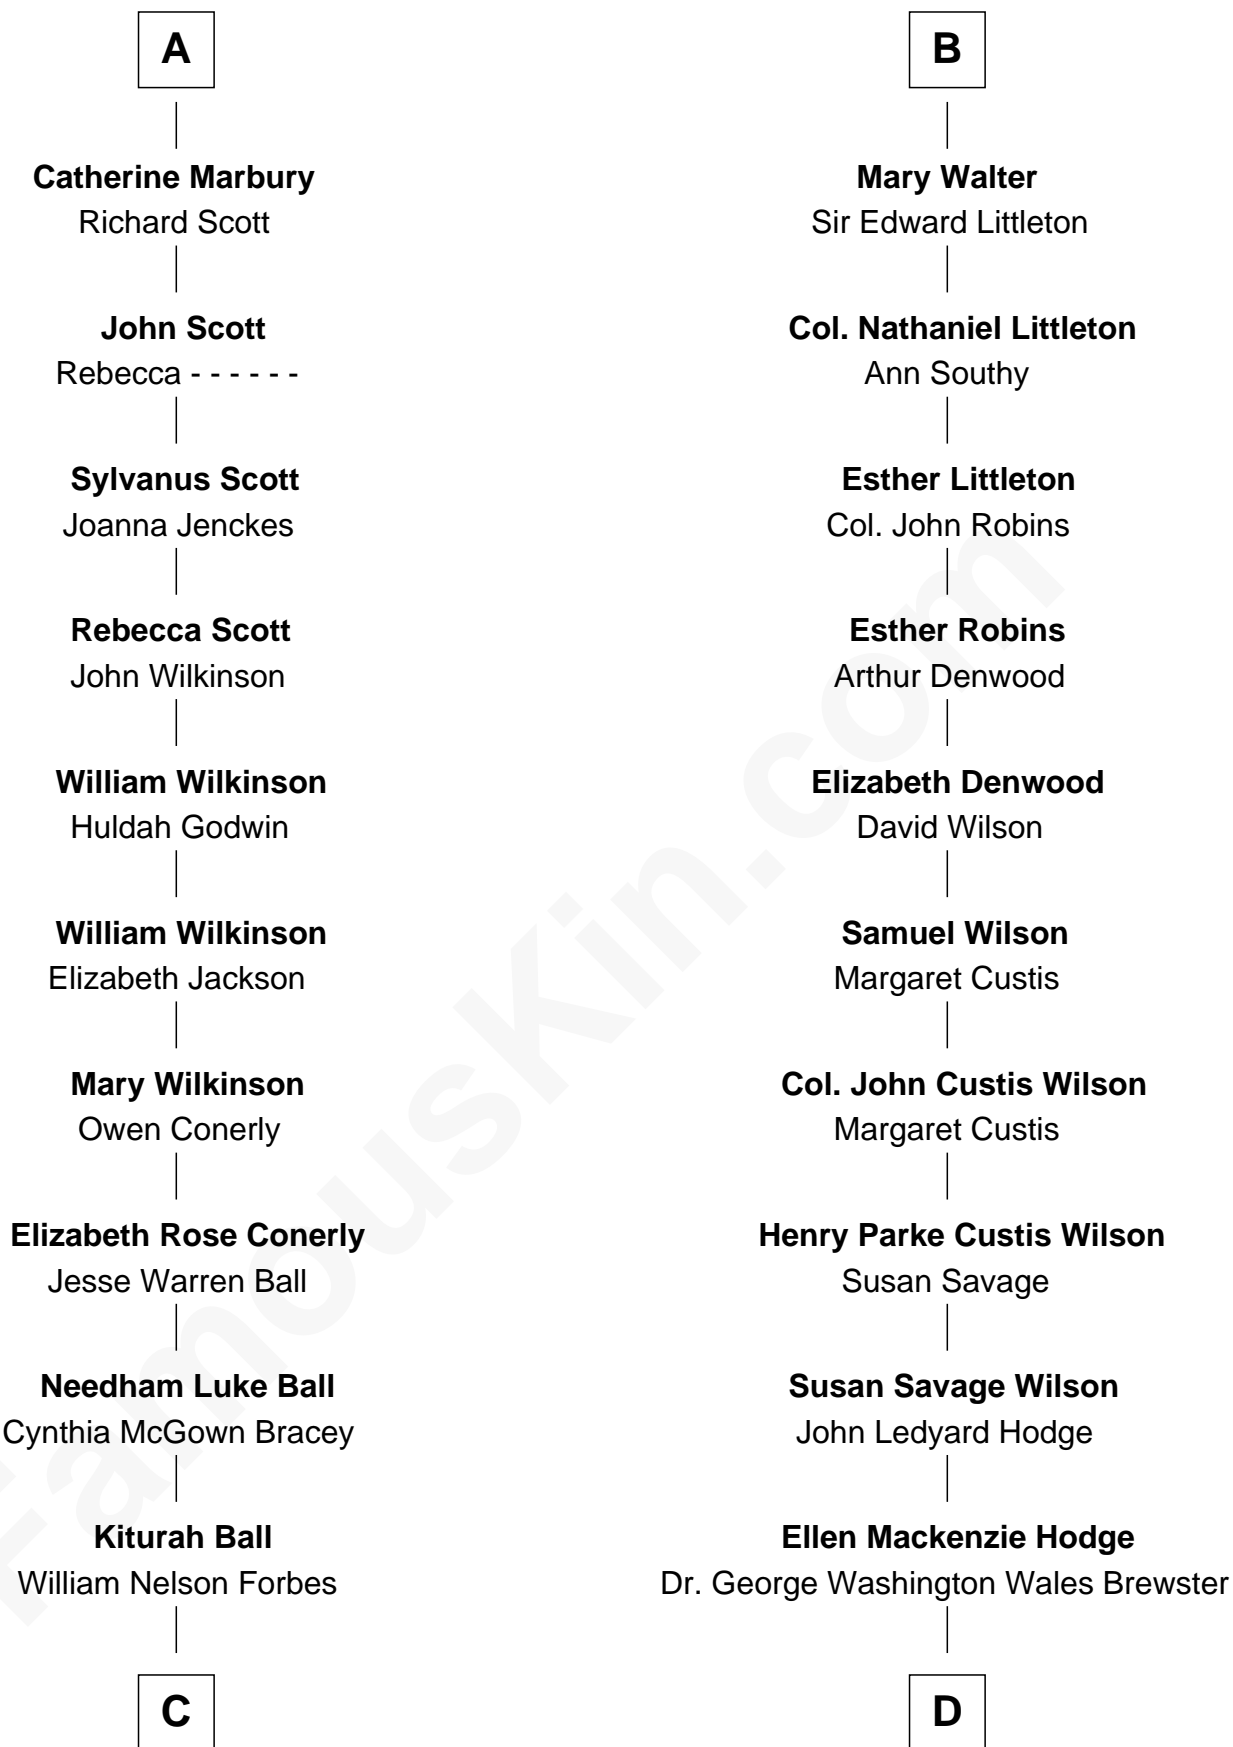 A
Catherine Marbury
Richard Scott
John Scott
Rebecca - - - - - -
Sylvanus Scott
Joanna Jenckes
Rebecca Scott
John Wilkinson
William Wilkinson
Huldah Godwin
William Wilkinson
Elizabeth Jackson
Mary Wilkinson
Owen Conerly
Elizabeth Rose Conerly
Jesse Warren Ball
Needham Luke Ball
Cynthia McGown Bracey
Kiturah Ball
William Nelson Forbes
C
B
Mary Walter
Sir Edward Littleton
Col. Nathaniel Littleton
Ann Southy
Esther Littleton
Col. John Robins
Esther Robins
Arthur Denwood
Elizabeth Denwood
David Wilson
Samuel Wilson
Margaret Custis
Col. John Custis Wilson
Margaret Custis
Henry Parke Custis Wilson
Susan Savage
Susan Savage Wilson
John Ledyard Hodge
Ellen Mackenzie Hodge
Dr. George Washington Wales Brewster
D
FamousKin.com